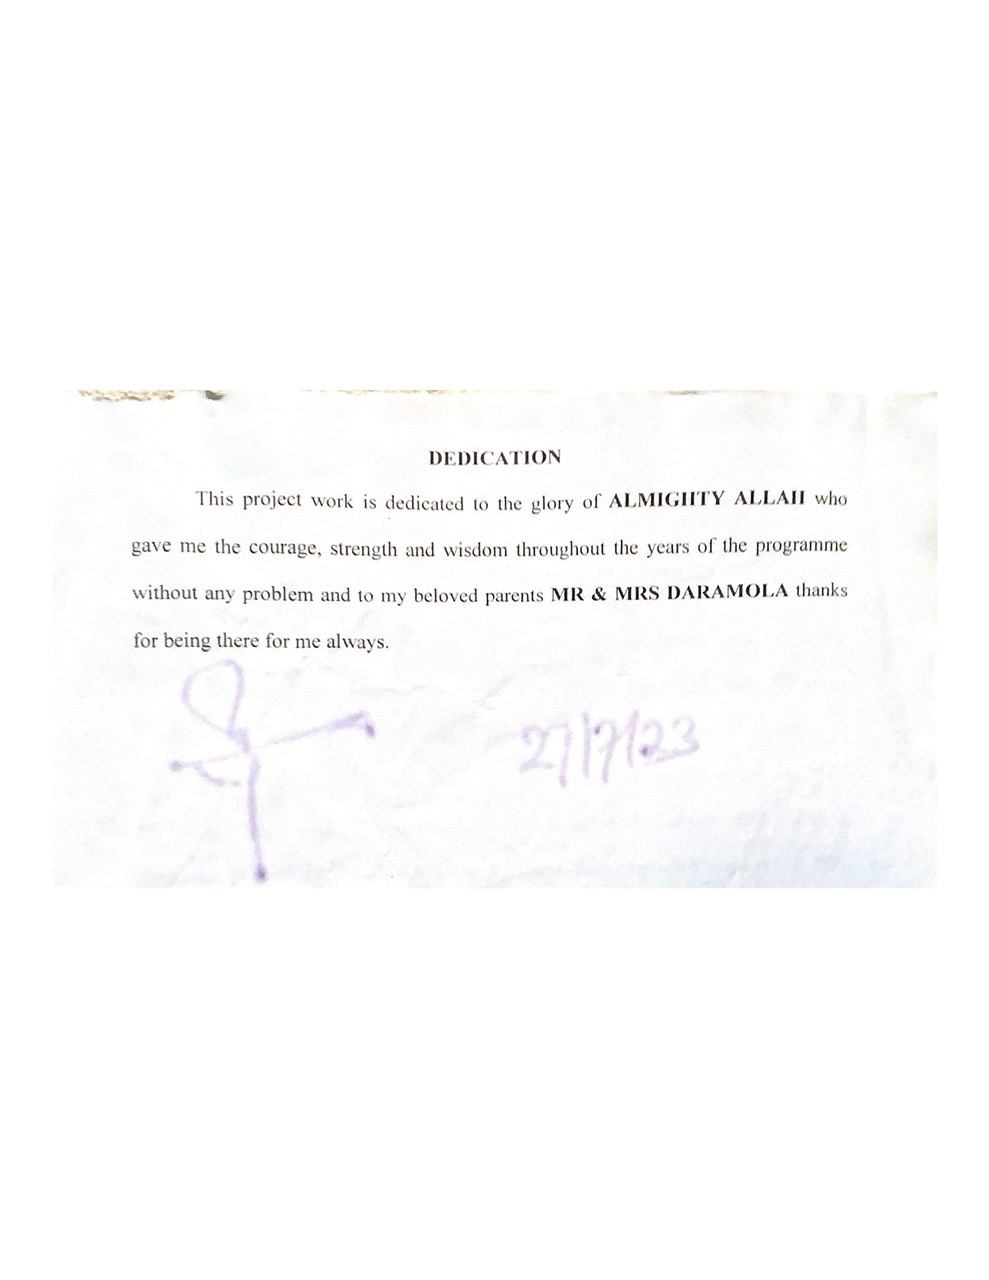 DEDICATION
This project work is dedicated to the glory of ALMIGHTY ALLAH who
gave me the courage, strength and wisdom throughout the years of the programme
without any problem and to my beloved parents MR & MRS DARAMOLA thanks
for being there for me always.
27/7/23